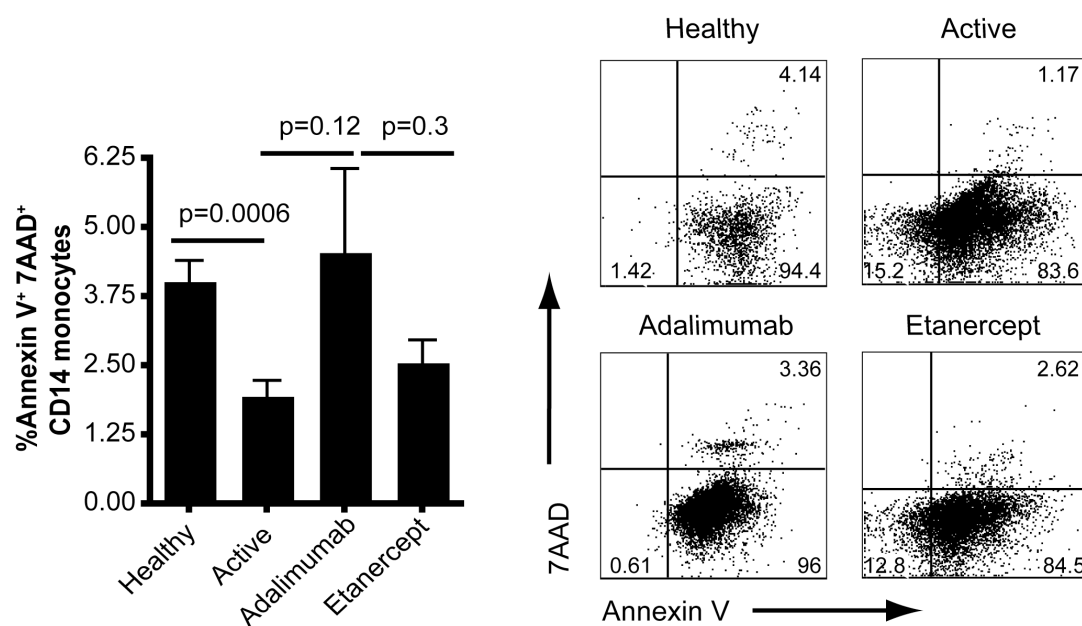 %Annexin V⁺ 7AAD⁺
CD14 monocytes
6.25
5.00
3.75
2.50
1.25
0.00
p=0.0006
p=0.12
p=0.3
Healthy
Active
Adalimumab
Etanercept
Healthy
4.14
1.42
94.4
Active
1.17
15.2
83.6
Adalimumab
3.36
0.61
96
Etanercept
2.62
12.8
84.5
7AAD
Annexin V